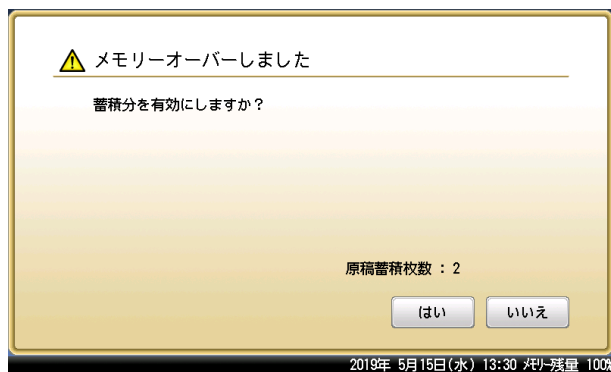 メモリーオーバーしました
蓄積分を有効にしますか？
原稿蓄積枚数 : 2
はい いいえ
2019年 5月15日(水) 13:30 ﾒﾓﾘｰ残量 100%